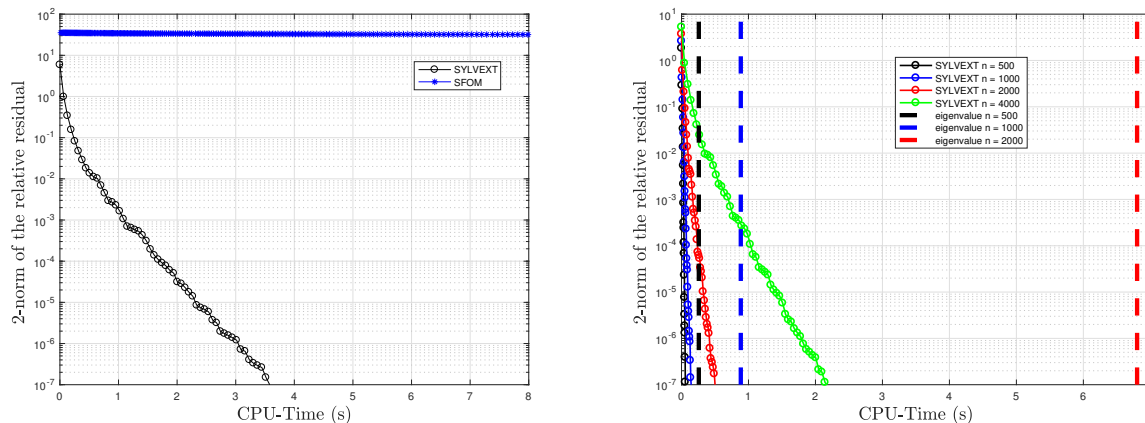 10^2
10^1
10^0
10^-1
10^-2
10^-3
10^-4
10^-5
10^-6
10^-7
2-norm of the relative residual
0 1 2 3 4 5 6 7 8
CPU-Time (s)
SYLVEXT
SFOM
10^1
10^0
10^-1
10^-2
10^-3
10^-4
10^-5
10^-6
10^-7
2-norm of the relative residual
0 1 2 3 4 5 6
CPU-Time (s)
SYLVEXT n = 500
SYLVEXT n = 1000
SYLVEXT n = 2000
SYLVEXT n = 4000
eigenvalue n = 500
eigenvalue n = 1000
eigenvalue n = 2000